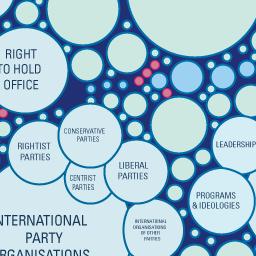 RIGHT
TO HOLD
OFFICE
CONSERVATIVE
PARTIES
RIGHTIST
PARTIES
LIBERAL
PARTIES
LEADERSHIP
CENTRIST
PARTIES
PROGRAMS
& IDEOLOGIES
INTERNATIONAL
PARTY
ORGANISATIONS
INTERNATIONAL
ORGANISATIONS
OF OTHER
PARTIES